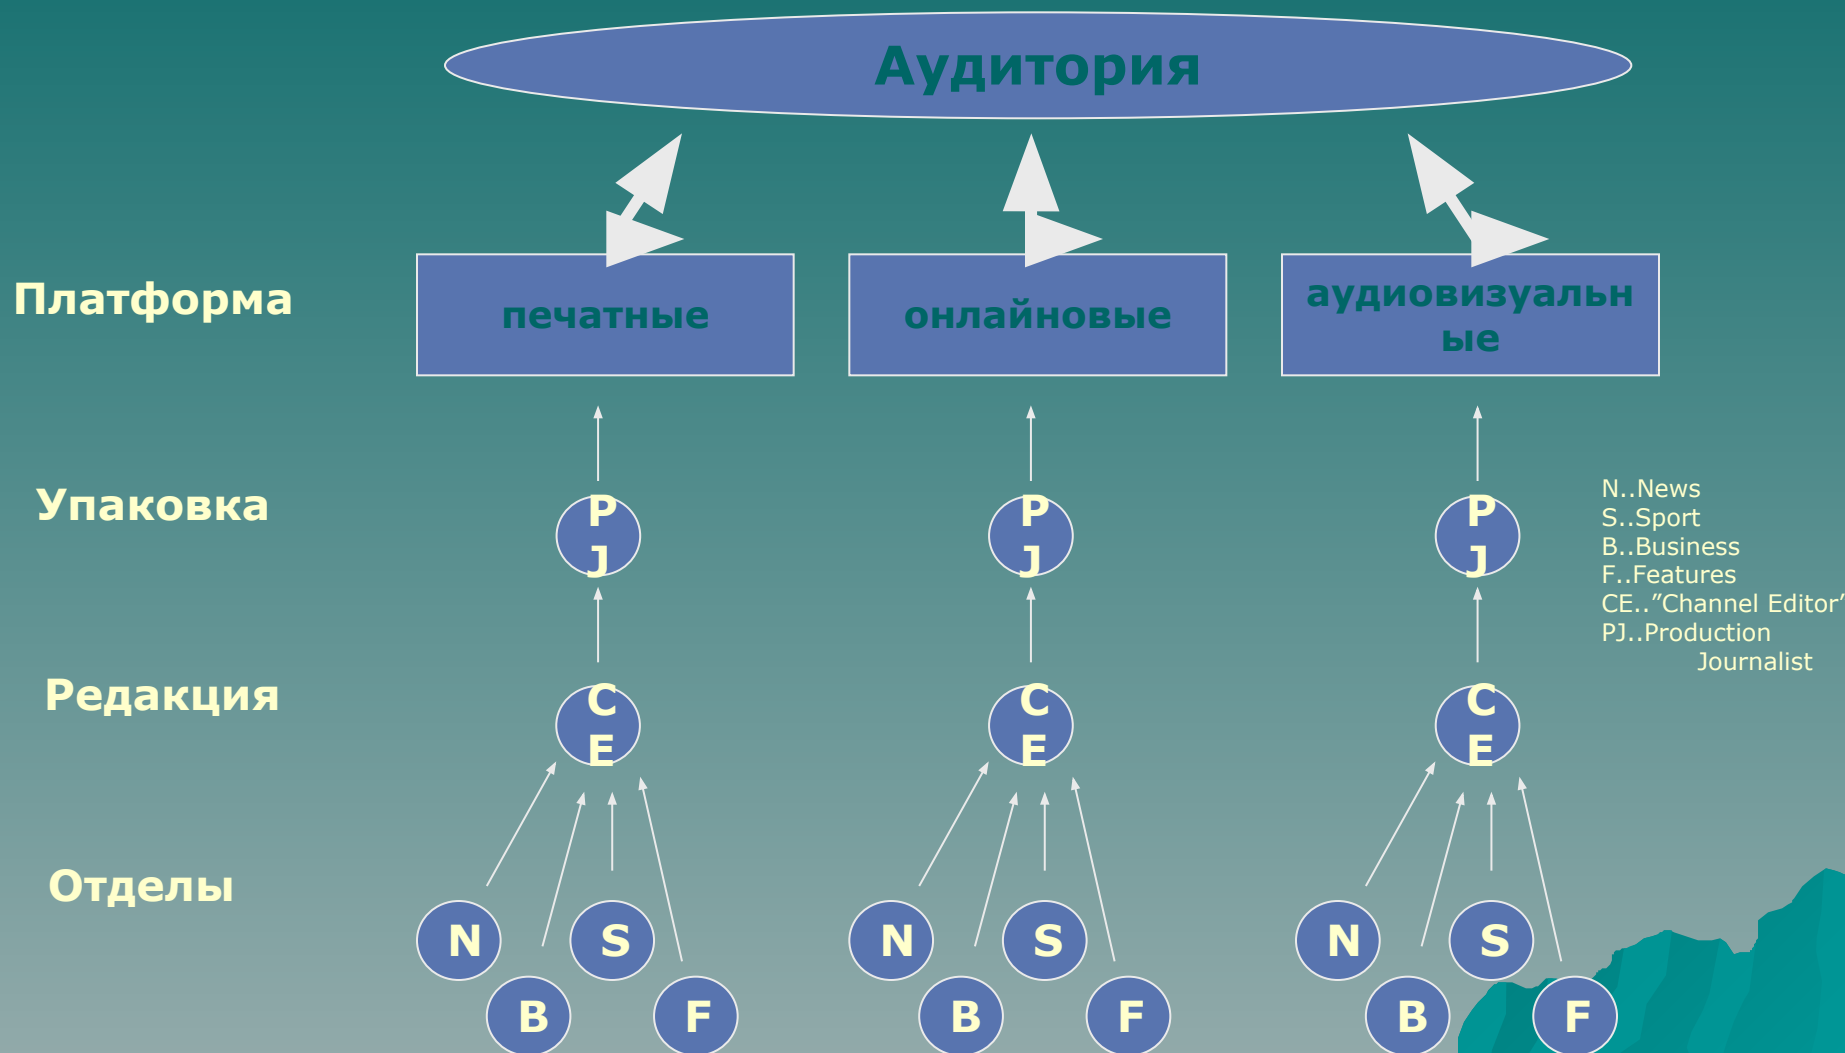 Аудитория
Платформа
печатные
онлайновые
аудиовизуальн
ые
Упаковка
P
J
P
J
P
J
N..News
S..Sport
B..Business
F..Features
CE..”Channel Editor”
PJ..Production
Journalist
Редакция
C
E
C
E
C
E
Отделы
N
S
N
S
N
S
B
F
B
F
B
F